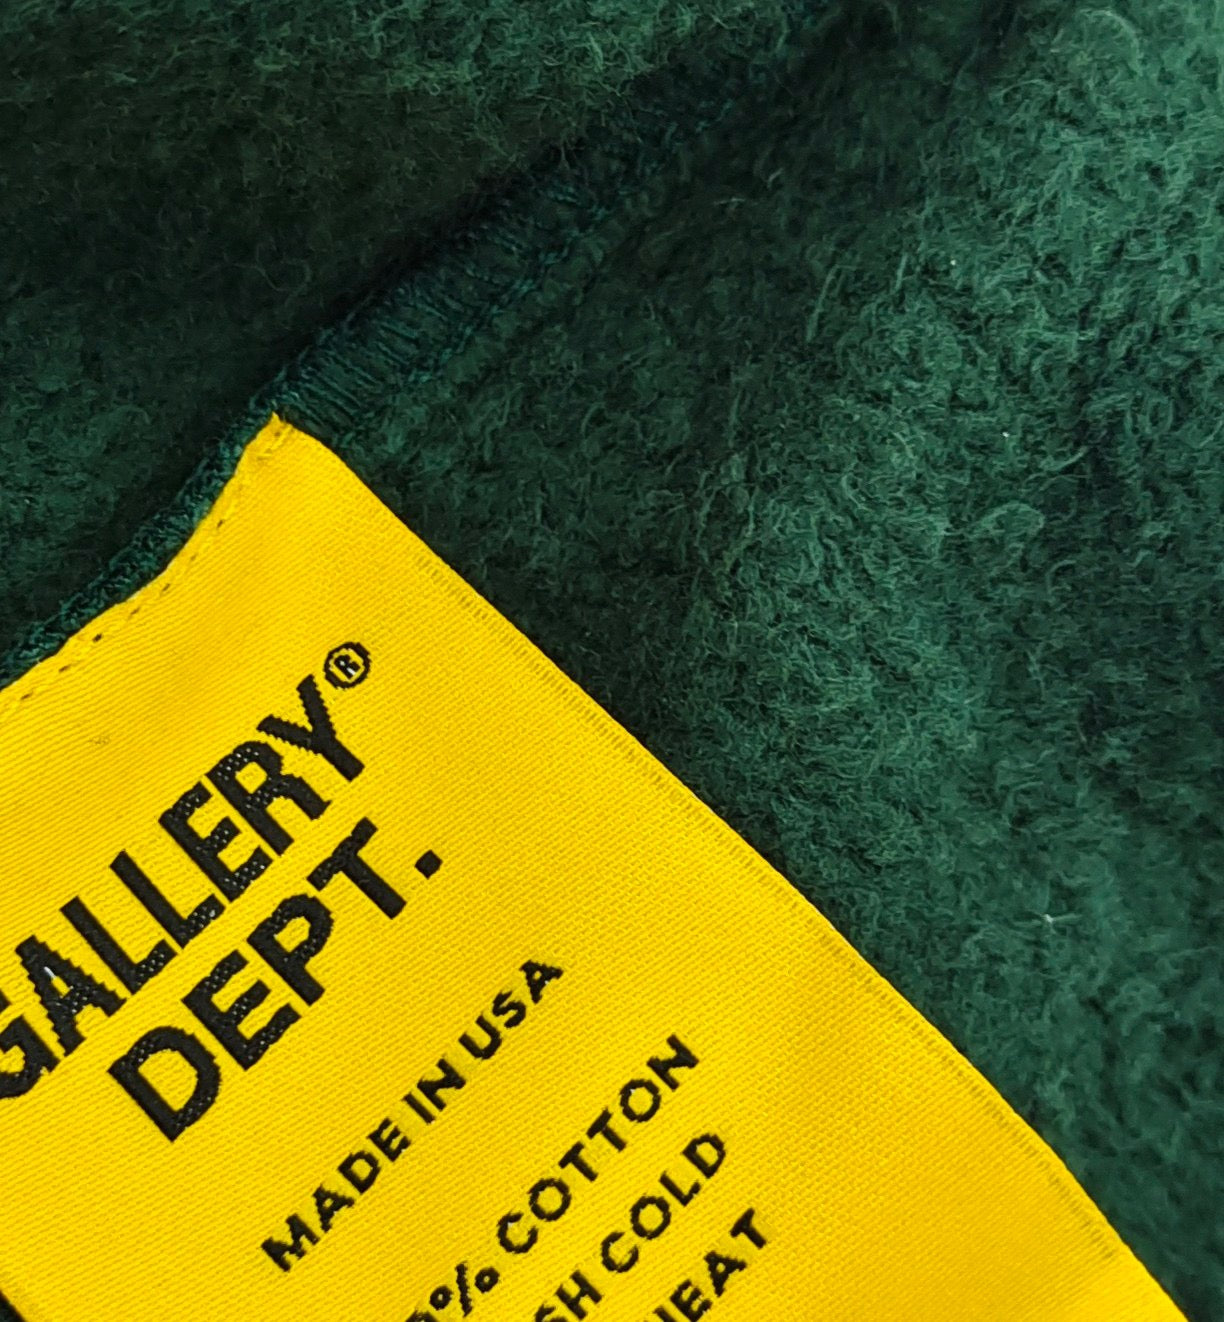 GALLERY®
DEPT.
MADE IN USA
% COTTON
COLD